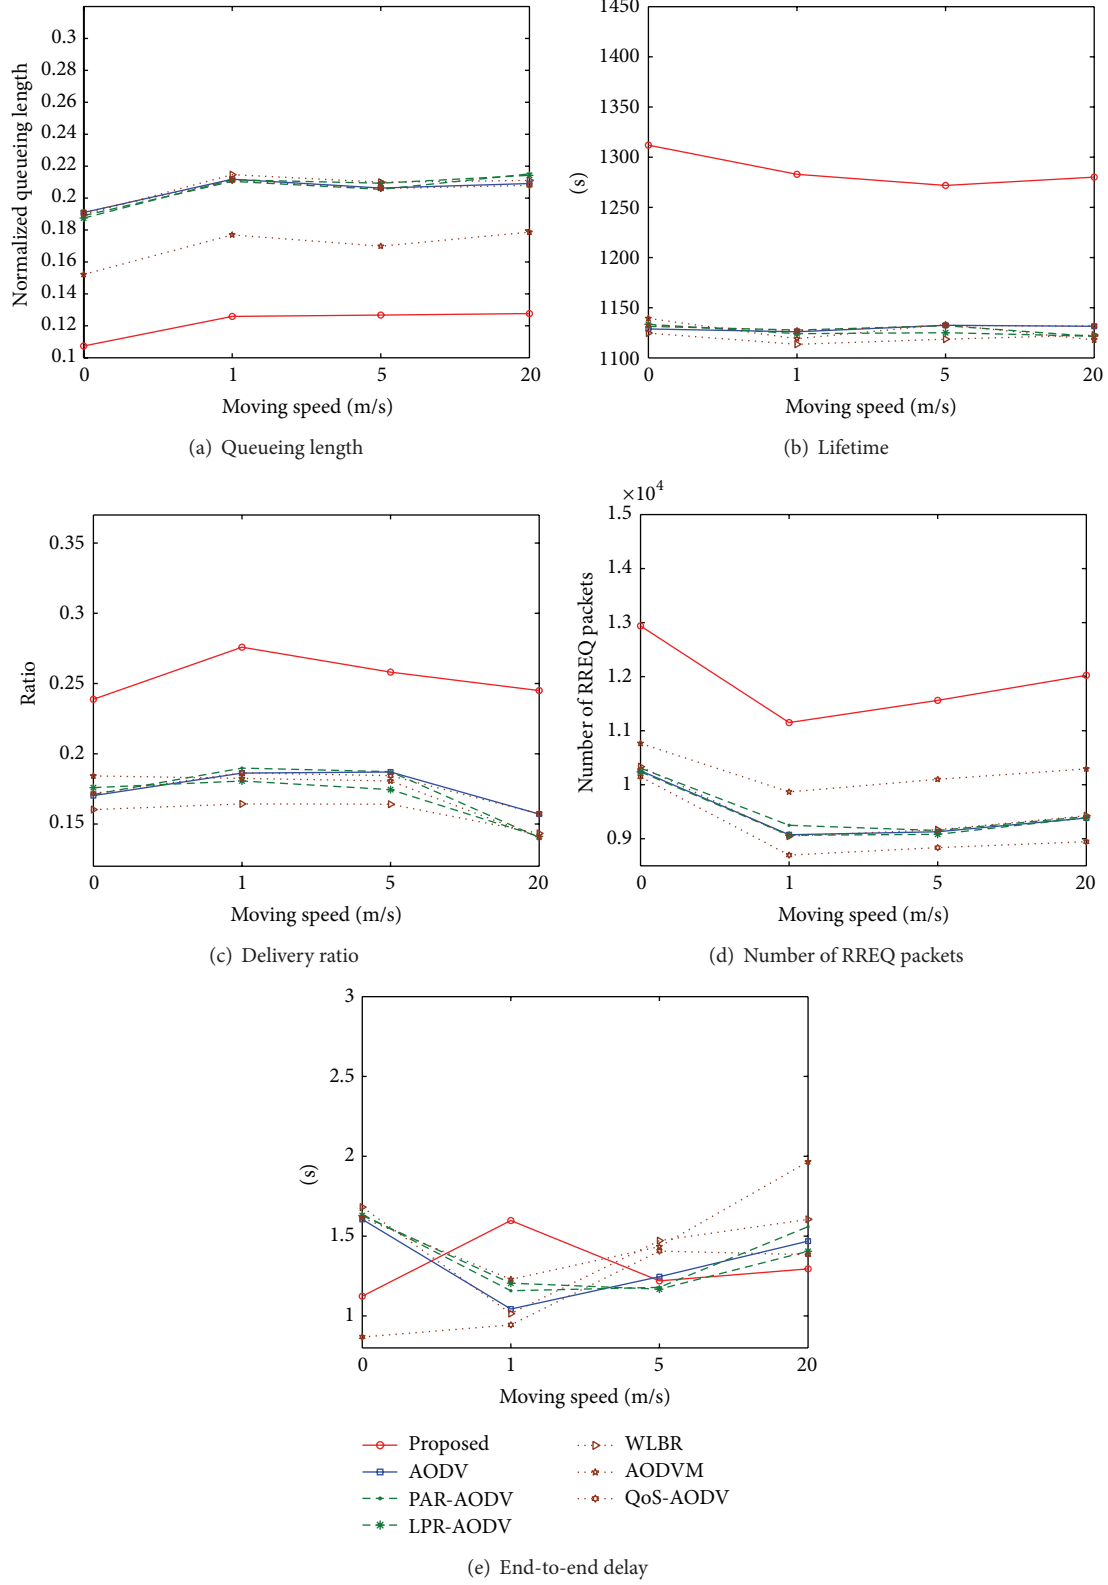 0.3
0.28
0.26
0.24
0.22
0.2
0.18
0.16
0.14
0.12
0.1
Normalized queueing length
0 1 5 20
Moving speed (m/s)
(a) Queueing length
1450
1400
1350
1300
1250
1200
1150
1100
(s)
0 1 5 20
Moving speed (m/s)
(b) Lifetime
0.35
0.3
0.25
0.2
0.15
Ratio
0 1 5 20
Moving speed (m/s)
(c) Delivery ratio
×10⁴
1.5
1.4
1.3
1.2
1.1
1
0.9
Number of RREQ packets
0 1 5 20
Moving speed (m/s)
(d) Number of RREQ packets
3
2.5
2
1.5
1
(s)
0 1 5 20
Moving speed (m/s)
Proposed
AODV
PAR-AODV
LPR-AODV
WLBR
AODVM
QoS-AODV
(e) End-to-end delay